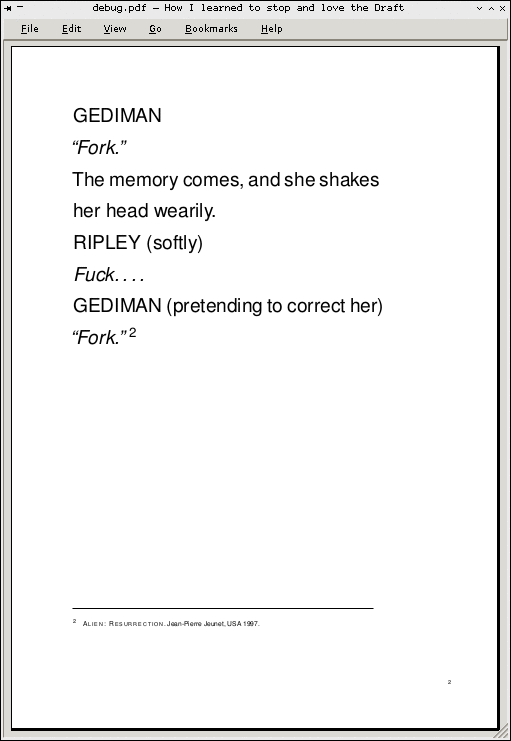 debug.pdf – How I learned to stop and love the Draft
File Edit View Go Bookmarks Help
GEDIMAN
“Fork.”
The memory comes, and she shakes
her head wearily.
RIPLEY (softly)
Fuck. . . .
GEDIMAN (pretending to correct her)
“Fork.” 2
2 ALIEN: RESURRECTION. Jean-Pierre Jeunet, USA 1997.
2